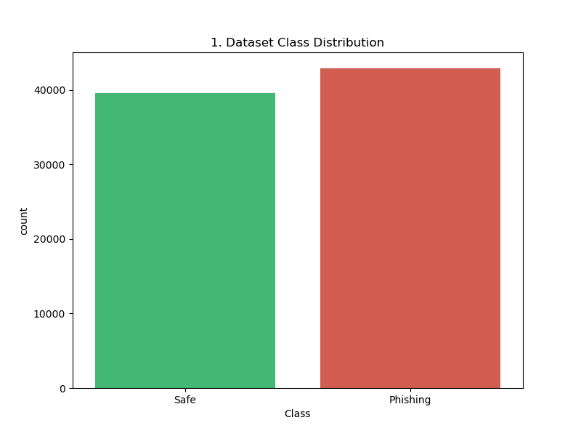 1. Dataset Class Distribution
40000
30000
20000
10000
0
count
Safe
Phishing
Class